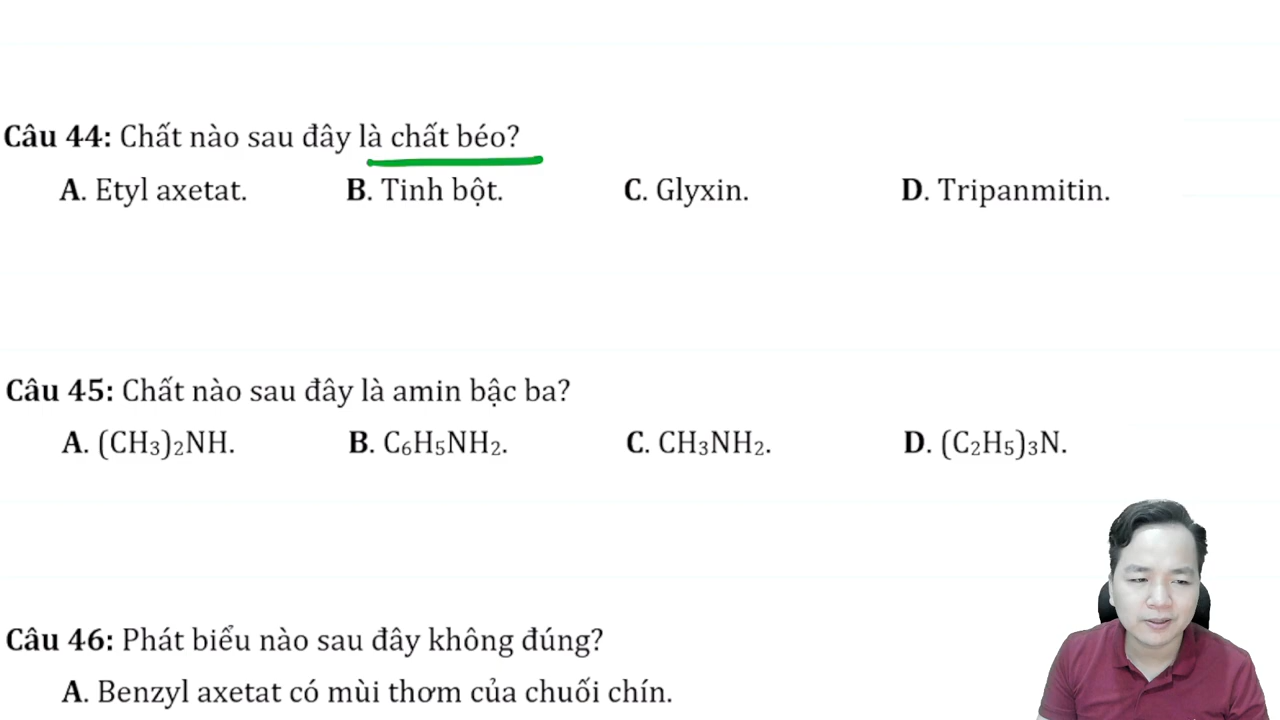 Câu 44: Chất nào sau đây là chất béo?
A. Etyl axetat. B. Tinh bột. C. Glyxin. D. Tripanmitin.
Câu 45: Chất nào sau đây là amin bậc ba?
A. (CH₃)₂NH. B. C₆H₅NH₂. C. CH₃NH₂. D. (C₂H₅)₃N.
Câu 46: Phát biểu nào sau đây không đúng?
A. Benzyl axetat có mùi thơm của chuối chín.